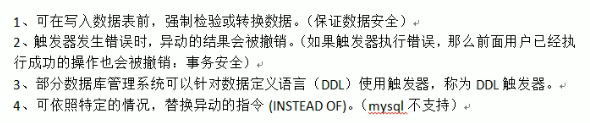 1、可在写入数据表前，强制检验或转换数据。（保证数据安全）
2、触发器发生错误时，异动的结果会被撤销。（如果触发器执行错误，那么前面用户已经执
行成功的操作也会被撤销：事务安全）
3、部分数据库管理系统可以针对数据定义语言（DDL）使用触发器，称为 DDL 触发器。
4、可依照特定的情况，替换异动的指令 (INSTEAD OF)。（mysql 不支持）